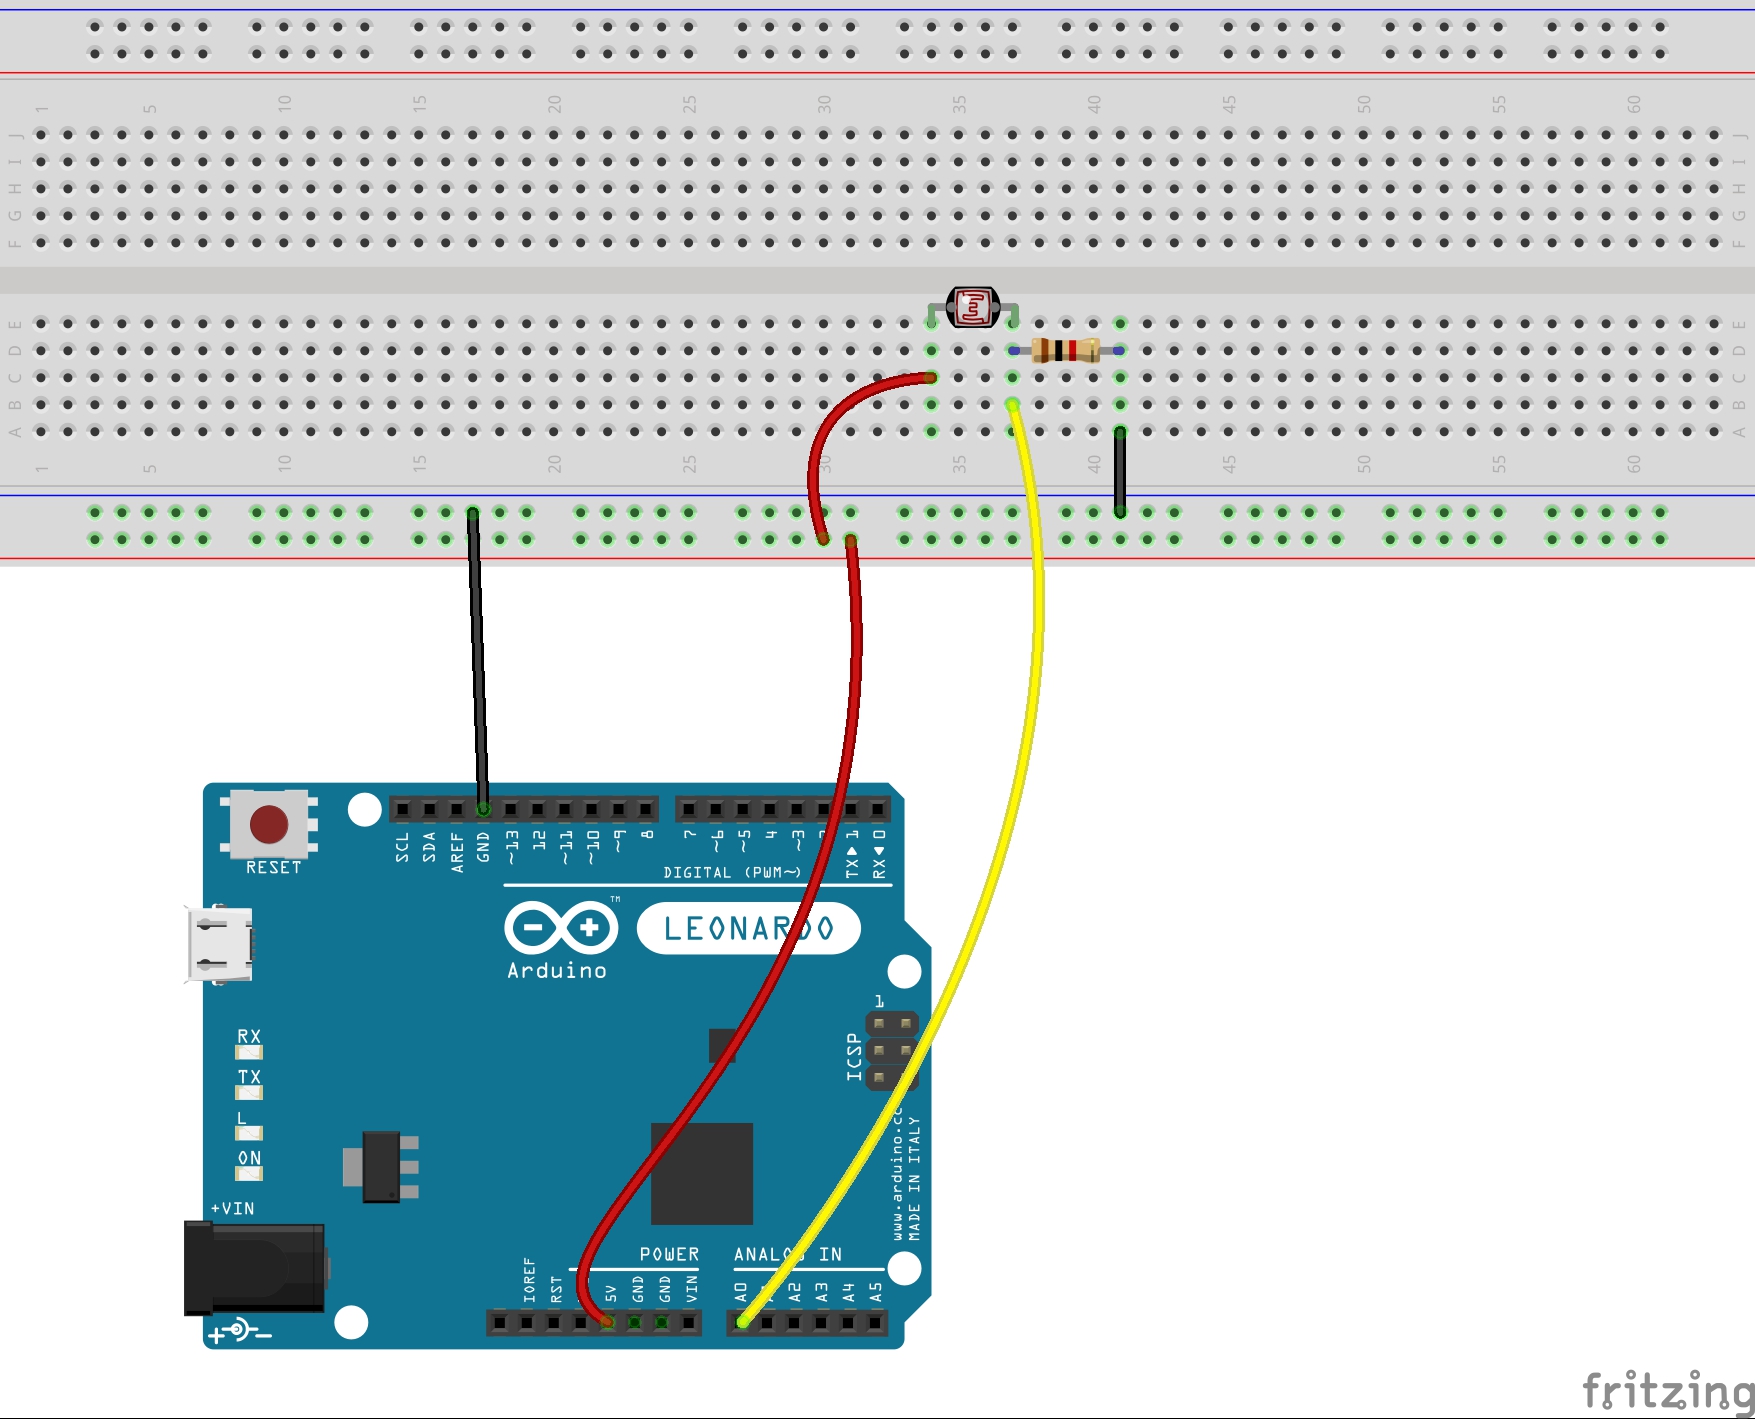 1 5 10 15 20 25 30 35 40 45 50 55 60
J J
I I
H H
G G
F F
E E
D D
C C
B B
A A
1 5 10 15 20 25 30 35 40 45 50 55 60
RESET
SCL SDA AREF GND ~13 12 ~11 ~10 ~9 8 7 ~6 ~5 4 ~3 TX▶1 RX◀0
DIGITAL (PWM~)
TM
LEONARDO
Arduino
1
ICSP
RX
TX
L
ON
+VIN
www.arduino.cc
MADE IN ITALY
POWER ANALOG IN
IOREF RST 5V GND GND VIN A0 A2 A3 A4 A5
+ -
fritzing